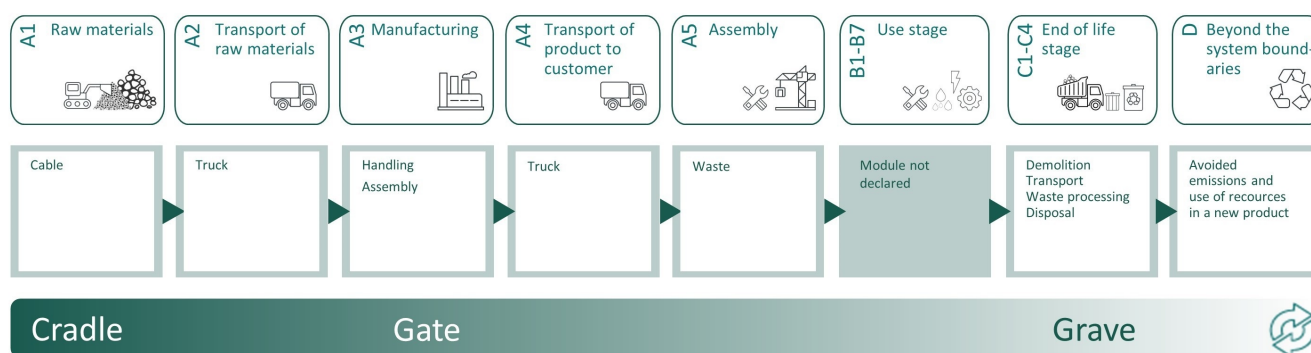 A1
Raw materials
A2
Transport of
raw materials
A3
Manufacturing
A4
Transport of
product to
customer
A5
Assembly
B1-B7
Use stage
C1-C4
End of life
stage
D
Beyond the
system bound-
aries
Cable
Truck
Handling
Assembly
Truck
Waste
Module not
declared
Demolition
Transport
Waste processing
Disposal
Avoided
emissions and
use of recources
in a new product
Cradle
Gate
Grave